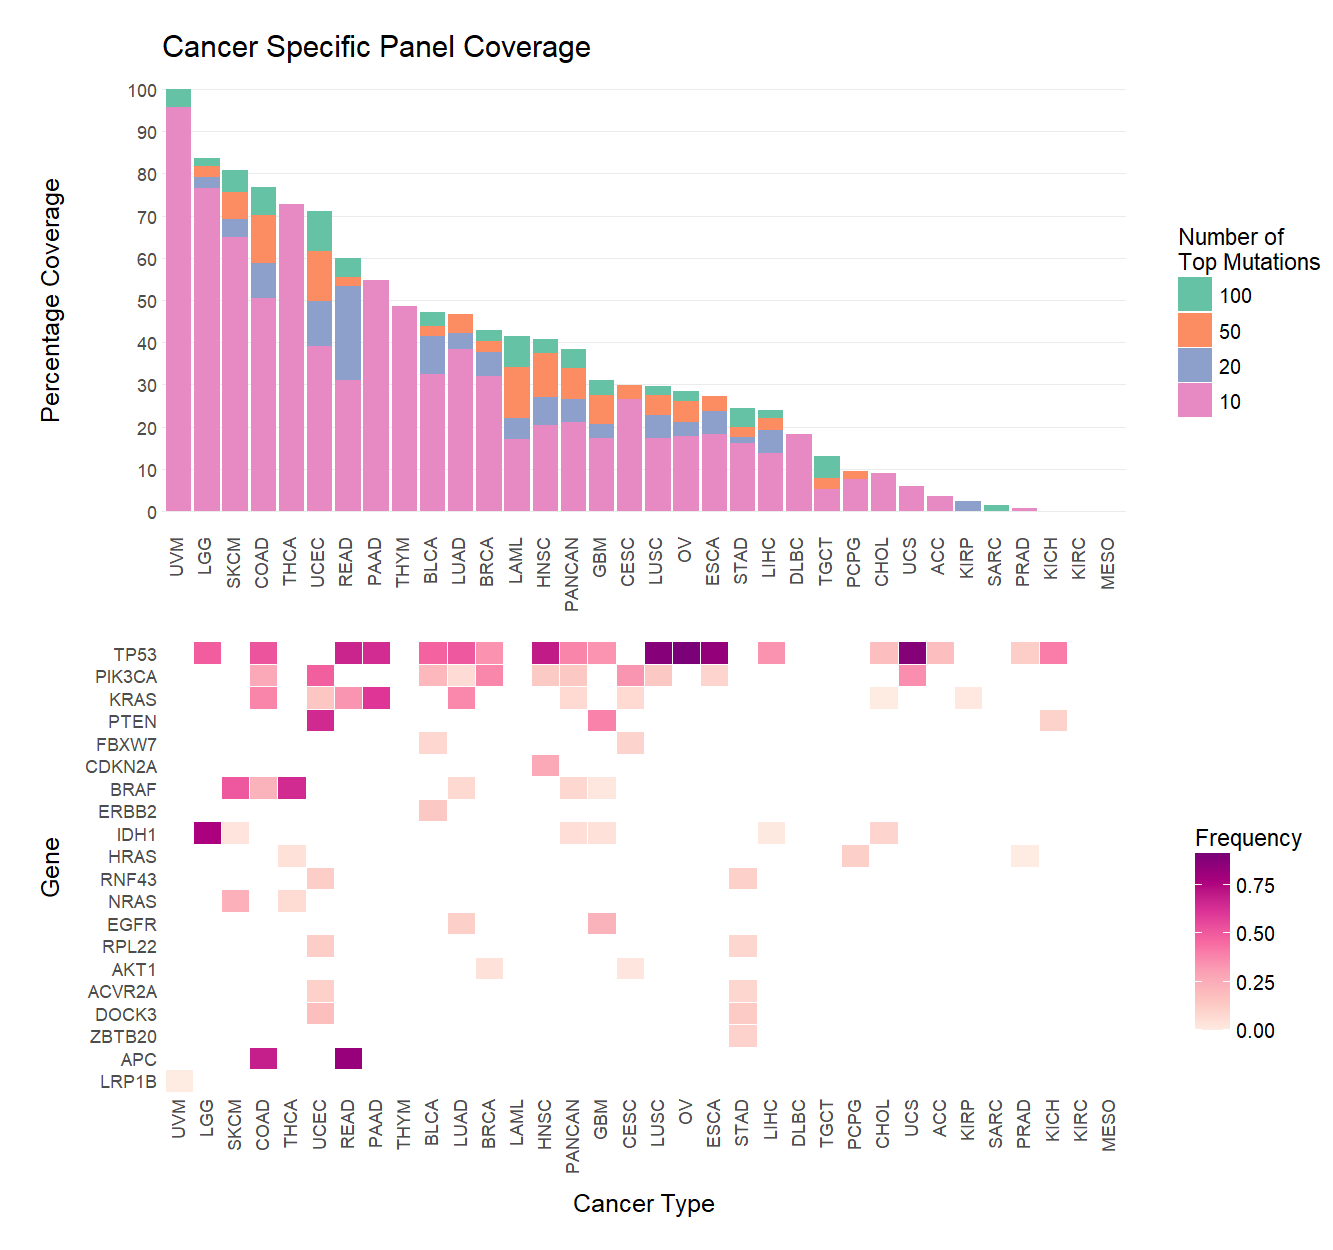 Cancer Specific Panel Coverage
Percentage Coverage
100
90
80
70
60
50
40
30
20
10
0
UVM
LGG
SKCM
COAD
THCA
UCEC
READ
PAAD
THYM
BLCA
LUAD
BRCA
LAML
HNSC
PANCAN
GBM
CESC
LUSC
OV
ESCA
STAD
LIHC
DLBC
TGCT
PCPG
CHOL
UCS
ACC
KIRP
SARC
PRAD
KICH
KIRC
MESO
Number of
Top Mutations
100
50
20
10
Gene
TP53
PIK3CA
KRAS
PTEN
FBXW7
CDKN2A
BRAF
ERBB2
IDH1
HRAS
RNF43
NRAS
EGFR
RPL22
AKT1
ACVR2A
DOCK3
ZBTB20
APC
LRP1B
UVM
LGG
SKCM
COAD
THCA
UCEC
READ
PAAD
THYM
BLCA
LUAD
BRCA
LAML
HNSC
PANCAN
GBM
CESC
LUSC
OV
ESCA
STAD
LIHC
DLBC
TGCT
PCPG
CHOL
UCS
ACC
KIRP
SARC
PRAD
KICH
KIRC
MESO
Cancer Type
Frequency
0.75
0.50
0.25
0.00